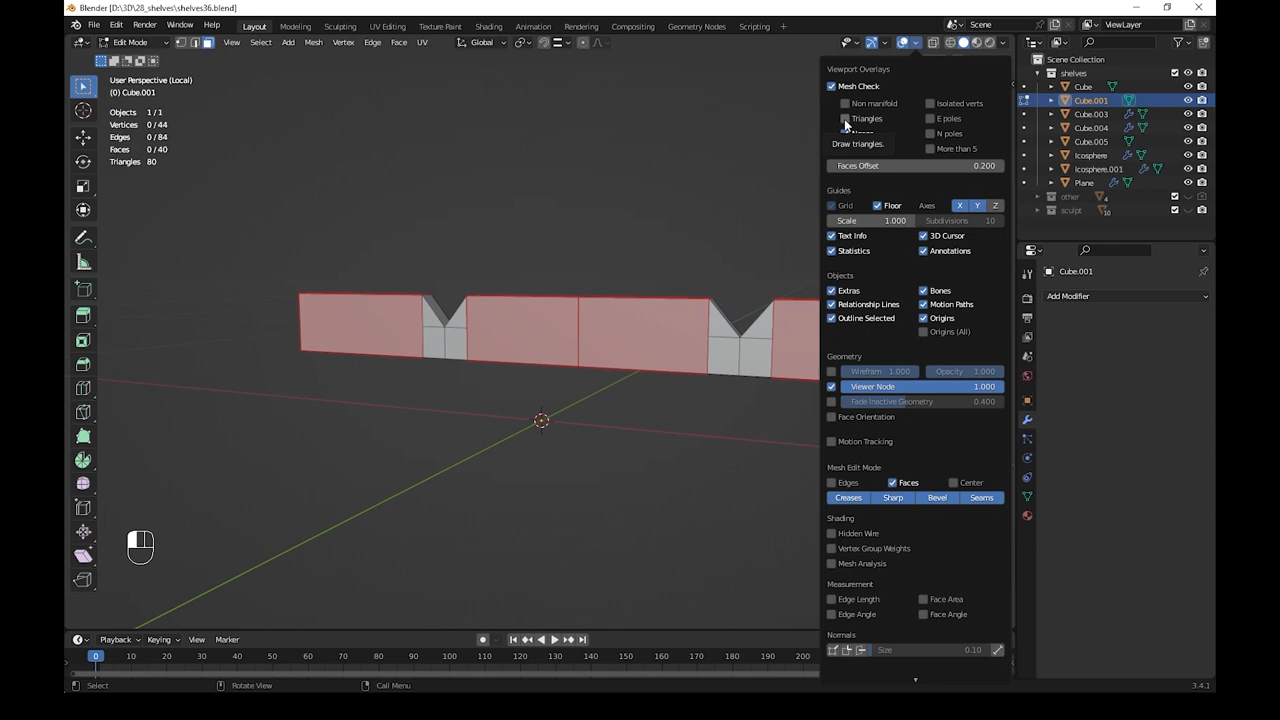 Blender [D:\3D\28_shelves\shelves36.blend]
File Edit Render Window Help Layout Modeling Sculpting UV Editing Texture Paint Shading Animation Rendering Compositing Geometry Nodes Scripting + Scene ViewLayer
Edit Mode View Select Add Mesh Vertex Edge Face UV Global
User Perspective (Local)
(0) Cube.001
Objects 1/1
Vertices 0/44
Edges 0/84
Faces 0/40
Triangles 80
Viewport Overlays
Mesh Check
Non manifold Isolated verts
Triangles E poles
N poles
Draw triangles. More than 5
Faces Offset 0.200
Guides
Grid Floor Axes X Y Z
Scale 1.000 Subdivisions 10
Text Info 3D Cursor
Statistics Annotations
Objects
Extras Bones
Relationship Lines Motion Paths
Outline Selected Origins
Origins (All)
Geometry
Wirefram 1.000 Opacity 1.000
Viewer Node 1.000
Fade Inactive Geometry 0.400
Face Orientation
Motion Tracking
Mesh Edit Mode
Edges Faces Center
Creases Sharp Bevel Seams
Shading
Hidden Wire
Vertex Group Weights
Mesh Analysis
Measurement
Edge Length Face Area
Edge Angle Face Angle
Normals
Size 0.10
Scene Collection
shelves
Cube
Cube.001
Cube.003
Cube.004
Cube.005
Icosphere
Icosphere.001
Plane
other 4
sculpt 10
Cube.001
Add Modifier
Playback Keying View Marker
0 10 20 30 40 50 60 70 80 90 100 110 120 130 140 150 160 170 180 190 200
Select Rotate View Call Menu 3.4.1